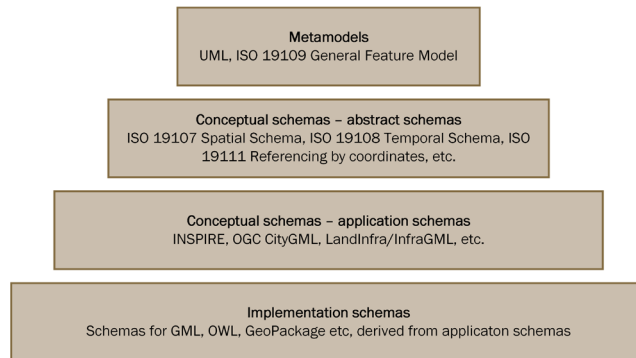 Metamodels
UML, ISO 19109 General Feature Model
Conceptual schemas – abstract schemas
ISO 19107 Spatial Schema, ISO 19108 Temporal Schema, ISO
19111 Referencing by coordinates, etc.
Conceptual schemas – application schemas
INSPIRE, OGC CityGML, LandInfra/InfraGML, etc.
Implementation schemas
Schemas for GML, OWL, GeoPackage etc, derived from applicaton schemas